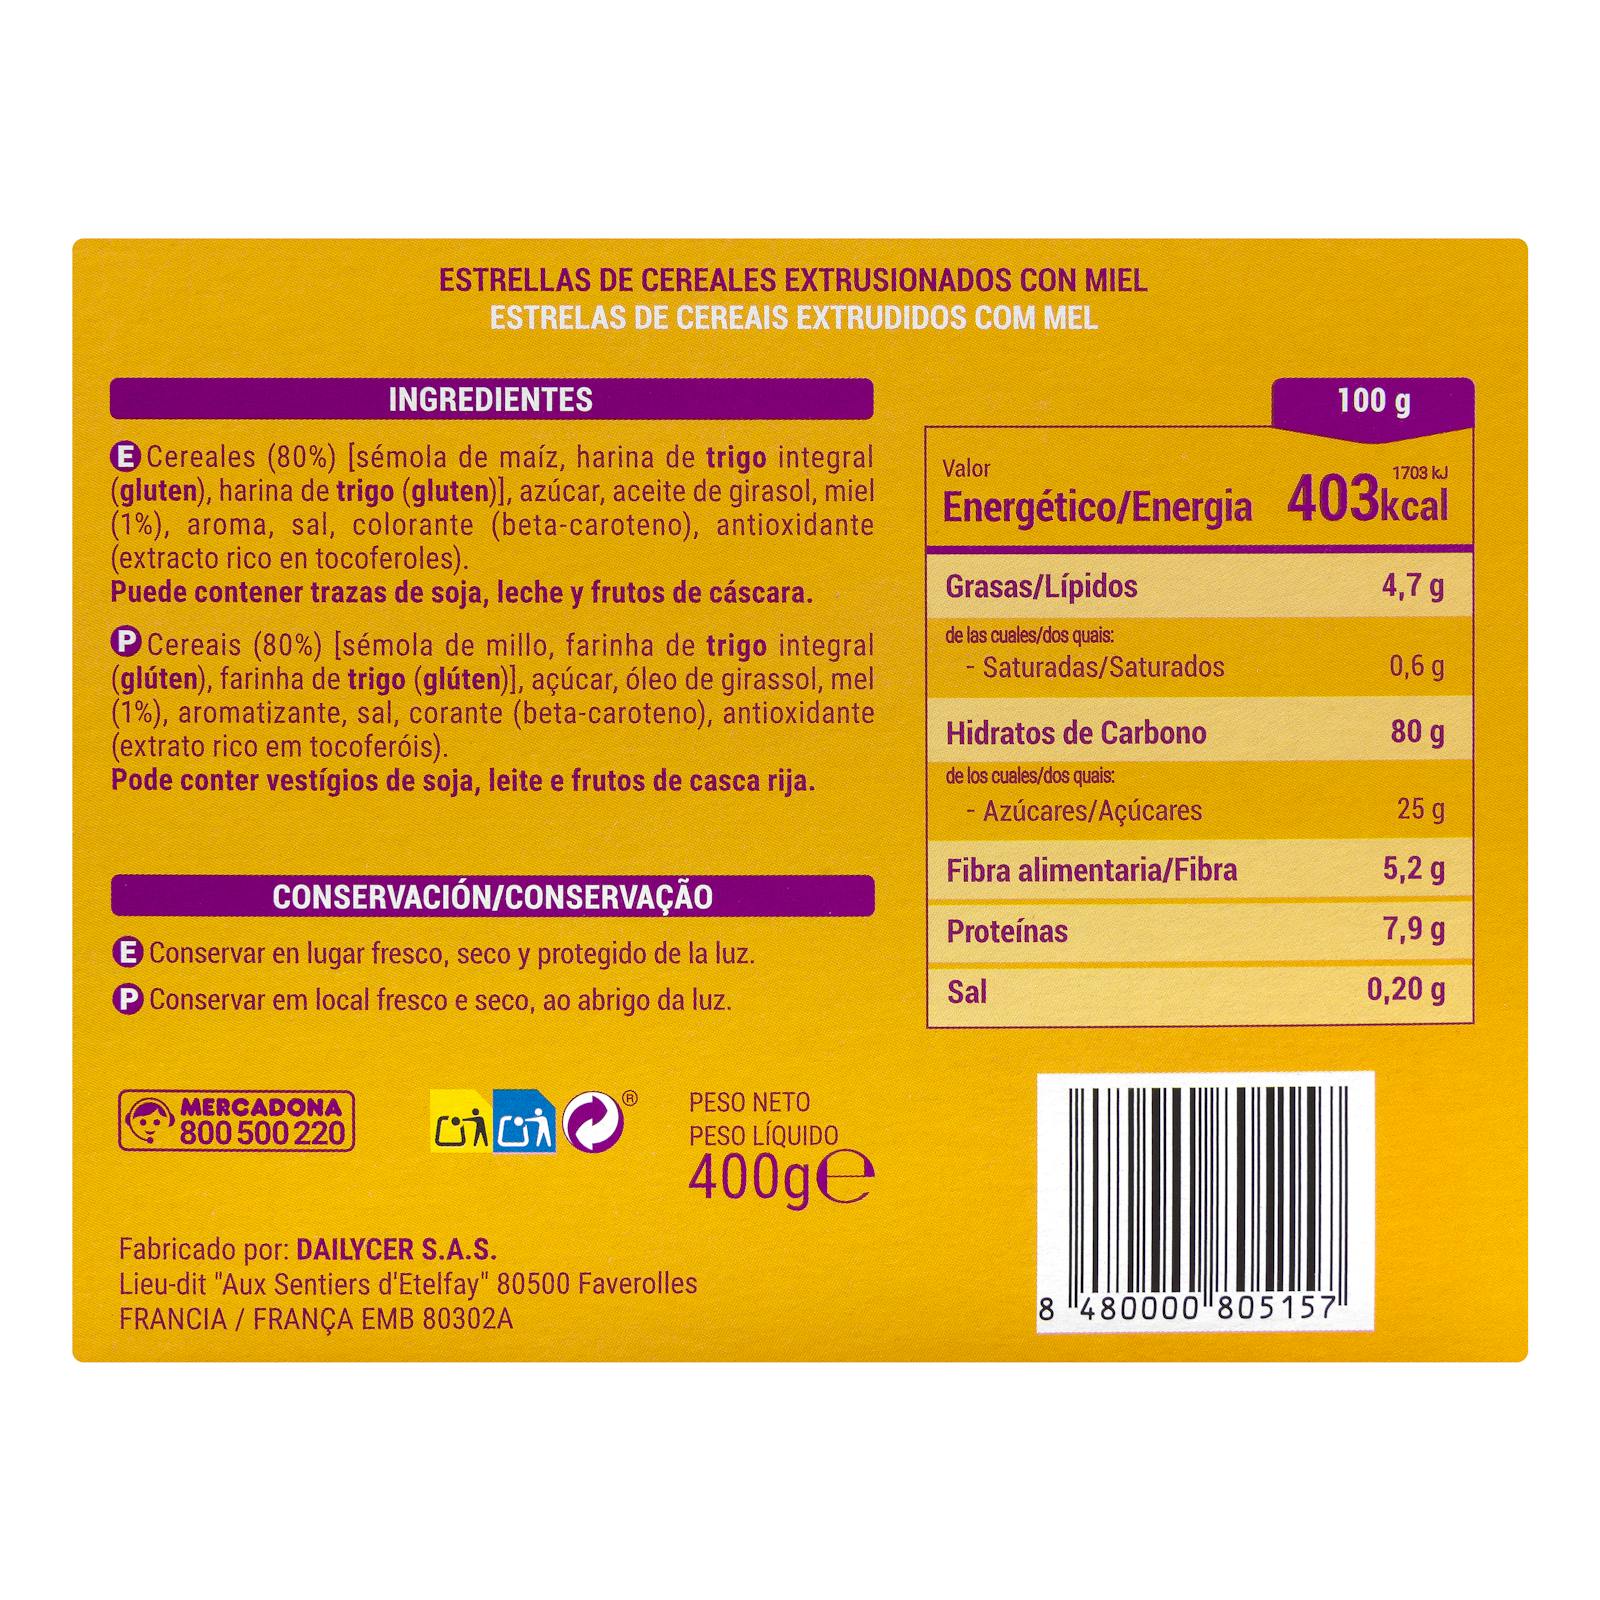 ESTRELLAS DE CEREALES EXTRUSIONADOS CON MIEL
ESTRELAS DE CEREAIS EXTRUDIDOS COM MEL
INGREDIENTES
E Cereales (80%) [sémola de maíz, harina de trigo integral
(gluten), harina de trigo (gluten)], azúcar, aceite de girasol, miel
(1%), aroma, sal, colorante (beta-caroteno), antioxidante
(extracto rico en tocoferoles).
Puede contener trazas de soja, leche y frutos de cáscara.
P Cereais (80%) [sémola de millo, farinha de trigo integral
(glúten), farinha de trigo (glúten)], açúcar, óleo de girassol, mel
(1%), aromatizante, sal, corante (beta-caroteno), antioxidante
(extrato rico em tocoferóis).
Pode conter vestígios de soja, leite e frutos de casca rija.
CONSERVACIÓN/CONSERVAÇÃO
E Conservar en lugar fresco, seco y protegido de la luz.
P Conservar em local fresco e seco, ao abrigo da luz.
100 g
Valor
Energético/Energia 403kcal 1703 kJ
Grasas/Lípidos 4,7 g
de las cuales/dos quais:
- Saturadas/Saturados 0,6 g
Hidratos de Carbono 80 g
de los cuales/dos quais:
- Azúcares/Açúcares 25 g
Fibra alimentaria/Fibra 5,2 g
Proteínas 7,9 g
Sal 0,20 g
MERCADONA
800 500 220
®
PESO NETO
PESO LÍQUIDO
400g℮
Fabricado por: DAILYCER S.A.S.
Lieu-dit "Aux Sentiers d'Etelfay" 80500 Faverolles
FRANCIA / FRANÇA EMB 80302A
8 480000 805157